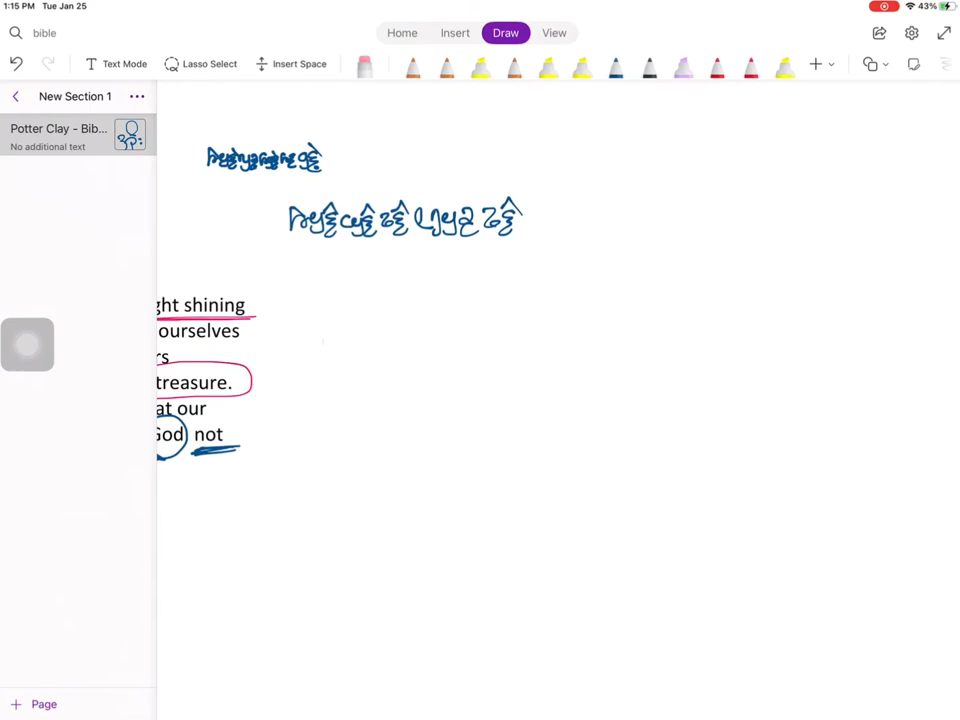 1:15 PM Tue Jan 25
43%
bible
Home Insert Draw View
Text Mode Lasso Select Insert Space
New Section 1
Potter Clay - Bib...
No additional text
ght shining
ourselves
rs
treasure.
at our
God not
Page